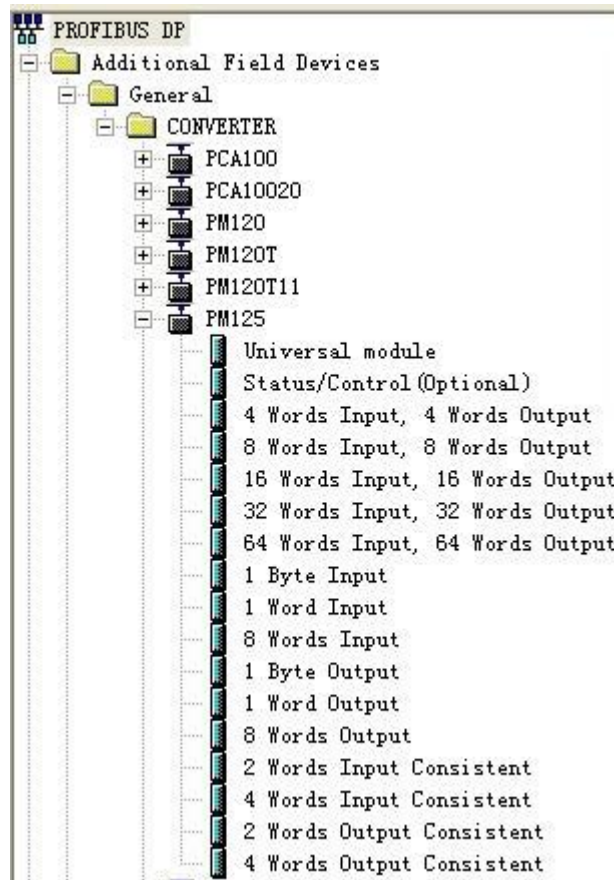 PROFIBUS DP
Additional Field Devices
General
CONVERTER
PCA100
PCA10020
PM120
PM120T
PM120T11
PM125
Universal module
Status/Control(Optional)
4 Words Input, 4 Words Output
8 Words Input, 8 Words Output
16 Words Input, 16 Words Output
32 Words Input, 32 Words Output
64 Words Input, 64 Words Output
1 Byte Input
1 Word Input
8 Words Input
1 Byte Output
1 Word Output
8 Words Output
2 Words Input Consistent
4 Words Input Consistent
2 Words Output Consistent
4 Words Output Consistent